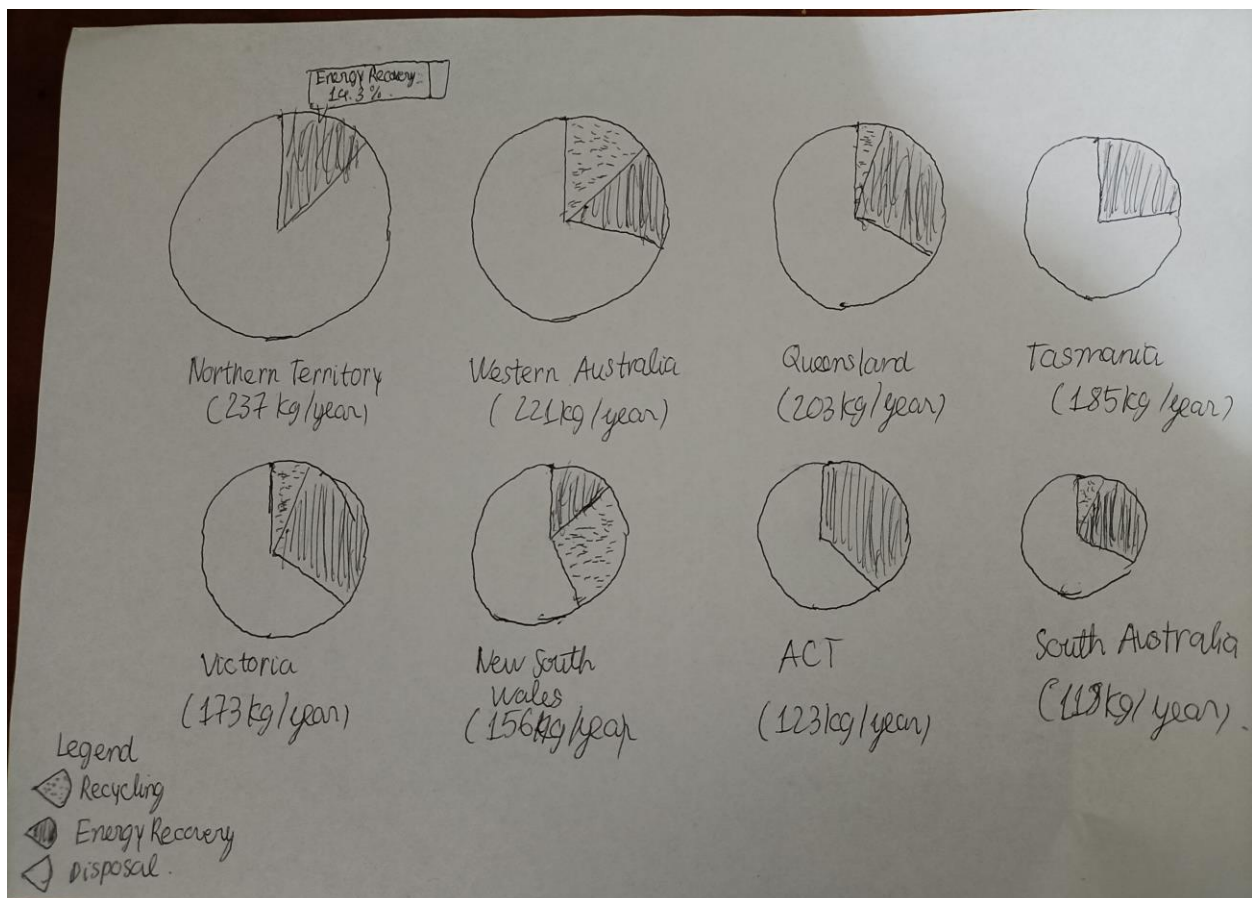 Energy Recovery
14.3%
Northern Territory
(237 kg/year)
Western Australia
(221kg/year)
Queensland
(203kg/year)
Tasmania
(185kg/year)
Victoria
(173kg/year)
New South
Wales
(156kg/year
ACT
(123kg/year)
South Australia
(118kg/year).
Legend
Recycling
Energy Recovery
Disposal.